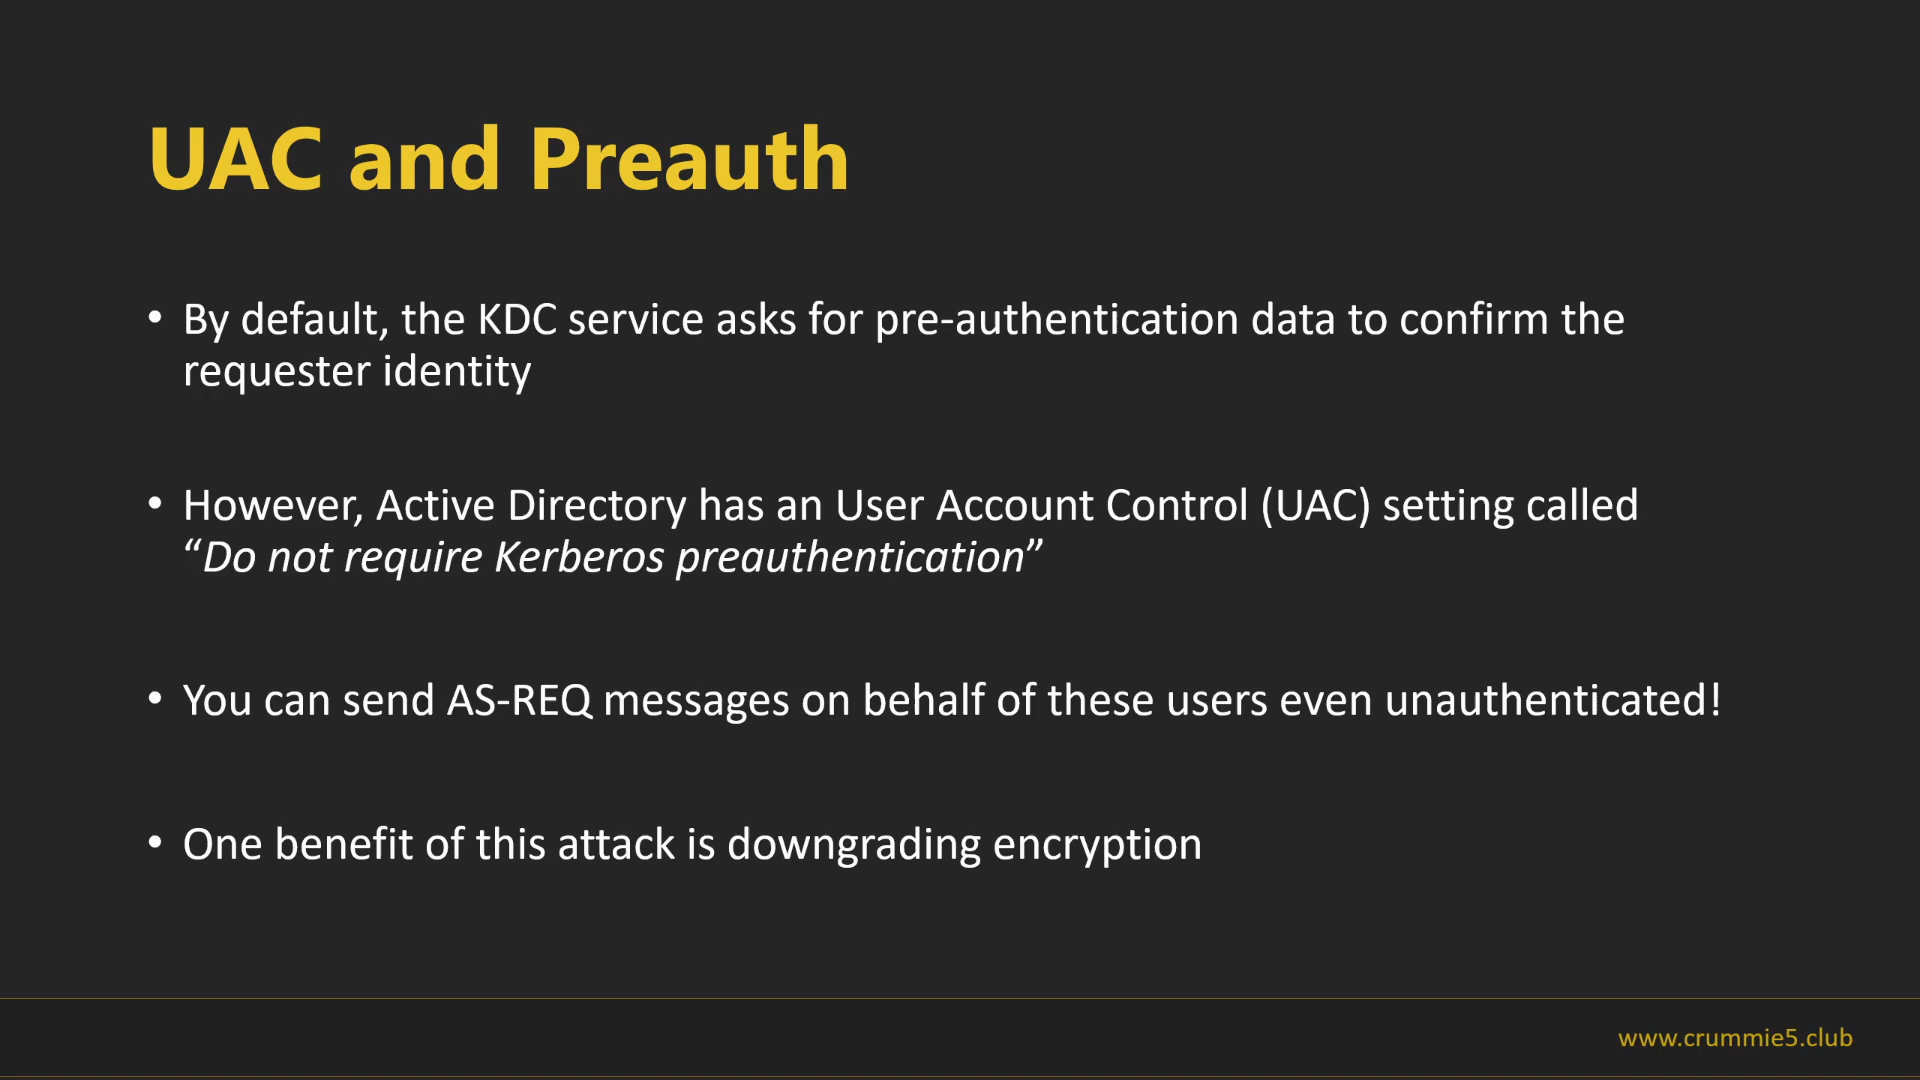 UAC and Preauth
• By default, the KDC service asks for pre-authentication data to confirm the
requester identity
• However, Active Directory has an User Account Control (UAC) setting called
“Do not require Kerberos preauthentication”
• You can send AS-REQ messages on behalf of these users even unauthenticated!
• One benefit of this attack is downgrading encryption
www.crummie5.club